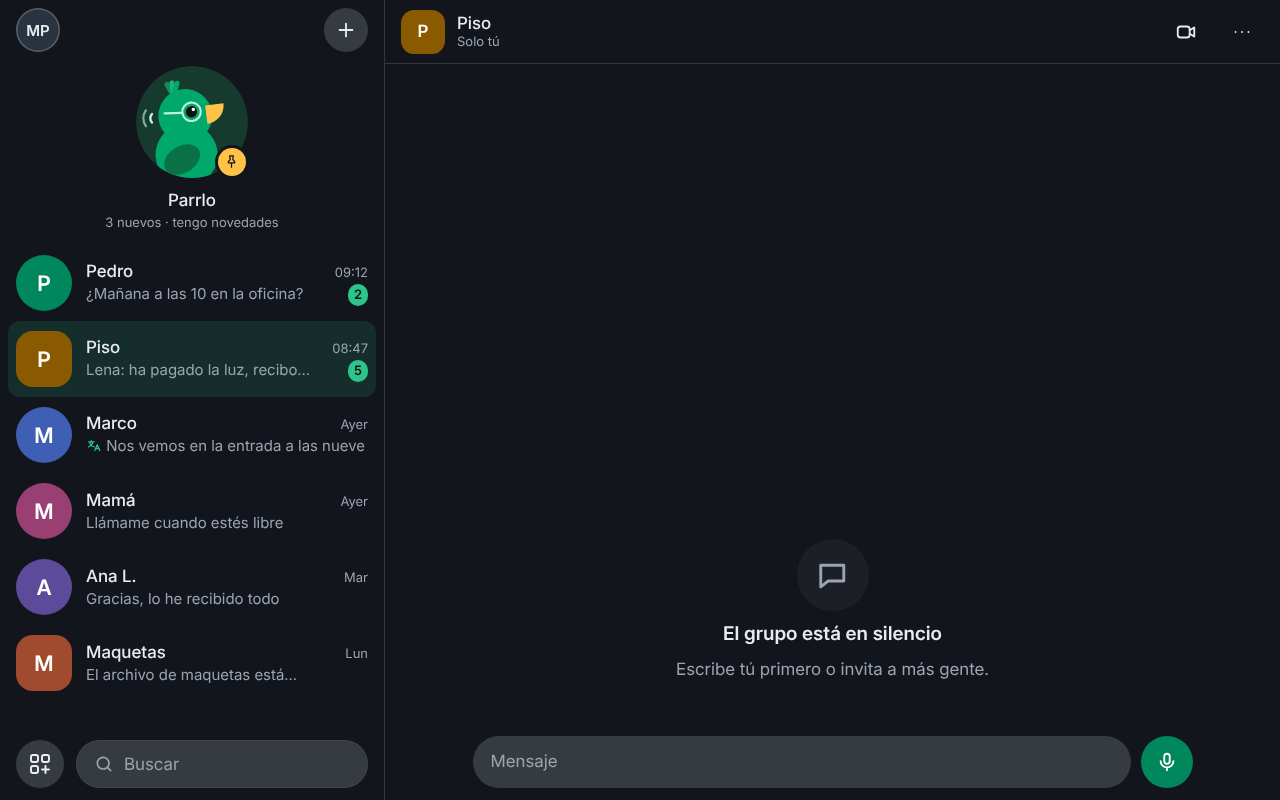 MP
Parrlo
3 nuevos · tengo novedades
P
Pedro
09:12
¿Mañana a las 10 en la oficina?
2
P
Piso
08:47
Lena: ha pagado la luz, recibo...
5
M
Marco
Ayer
Nos vemos en la entrada a las nueve
M
Mamá
Ayer
Llámame cuando estés libre
A
Ana L.
Mar
Gracias, lo he recibido todo
M
Maquetas
Lun
El archivo de maquetas está...
Buscar
P
Piso
Solo tú
El grupo está en silencio
Escribe tú primero o invita a más gente.
Mensaje